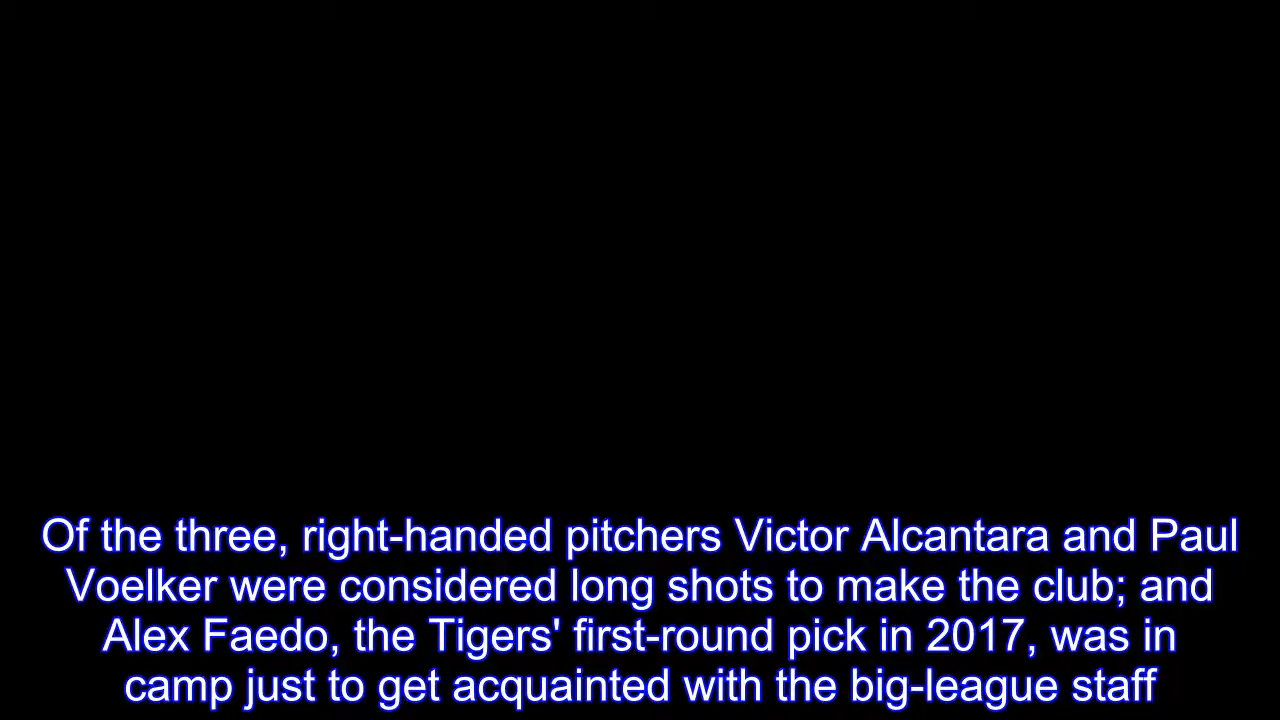 Of the three, right-handed pitchers Victor Alcantara and Paul
Voelker were considered long shots to make the club; and
Alex Faedo, the Tigers' first-round pick in 2017, was in
camp just to get acquainted with the big-league staff